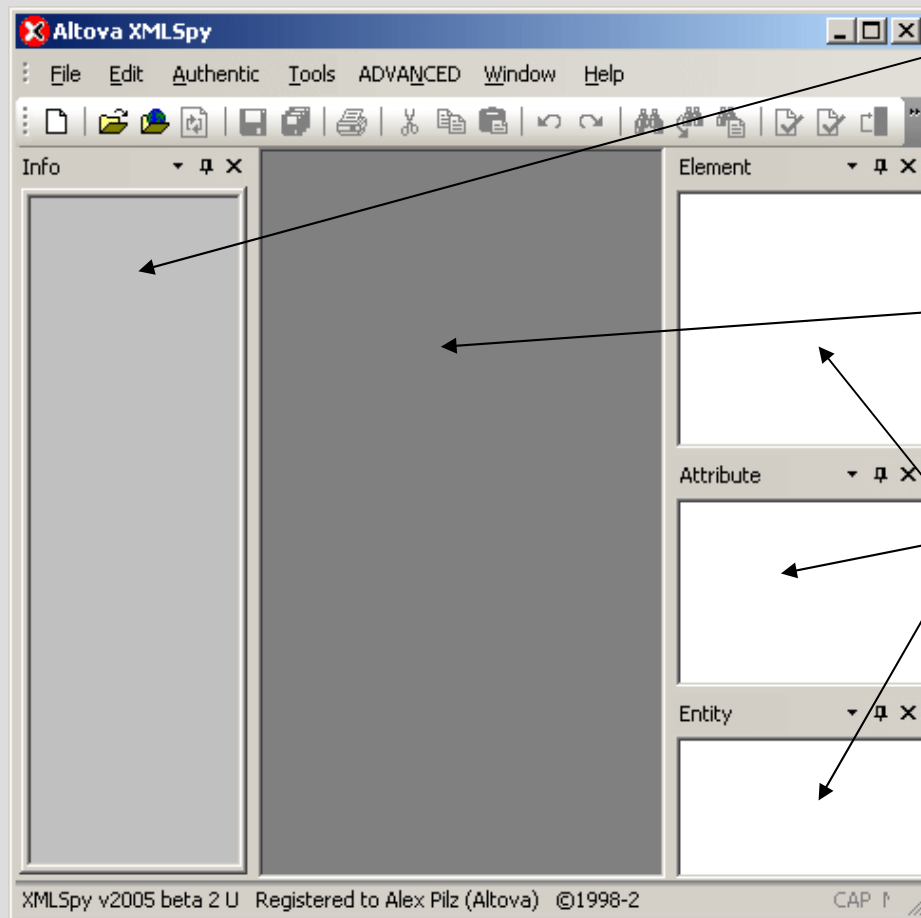 Altova XMLSpy
File Edit Authentic Tools ADVANCED Window Help
Info
Element
Attribute
Entity
XMLSpy v2005 beta 2 U Registered to Alex Pilz (Altova) ©1998-2
CAP